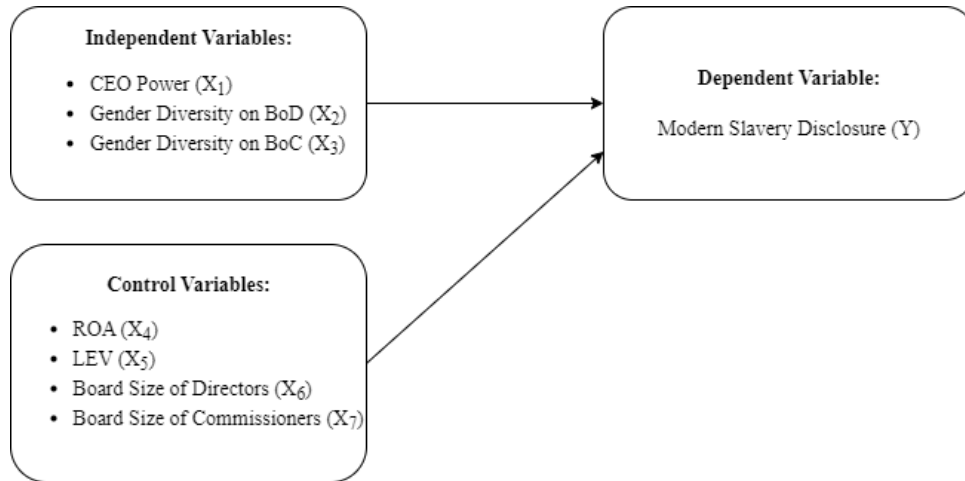 Independent Variables:
• CEO Power (X₁)
• Gender Diversity on BoD (X₂)
• Gender Diversity on BoC (X₃)
Dependent Variable:
Modern Slavery Disclosure (Y)
Control Variables:
• ROA (X₄)
• LEV (X₅)
• Board Size of Directors (X₆)
• Board Size of Commissioners (X₇)